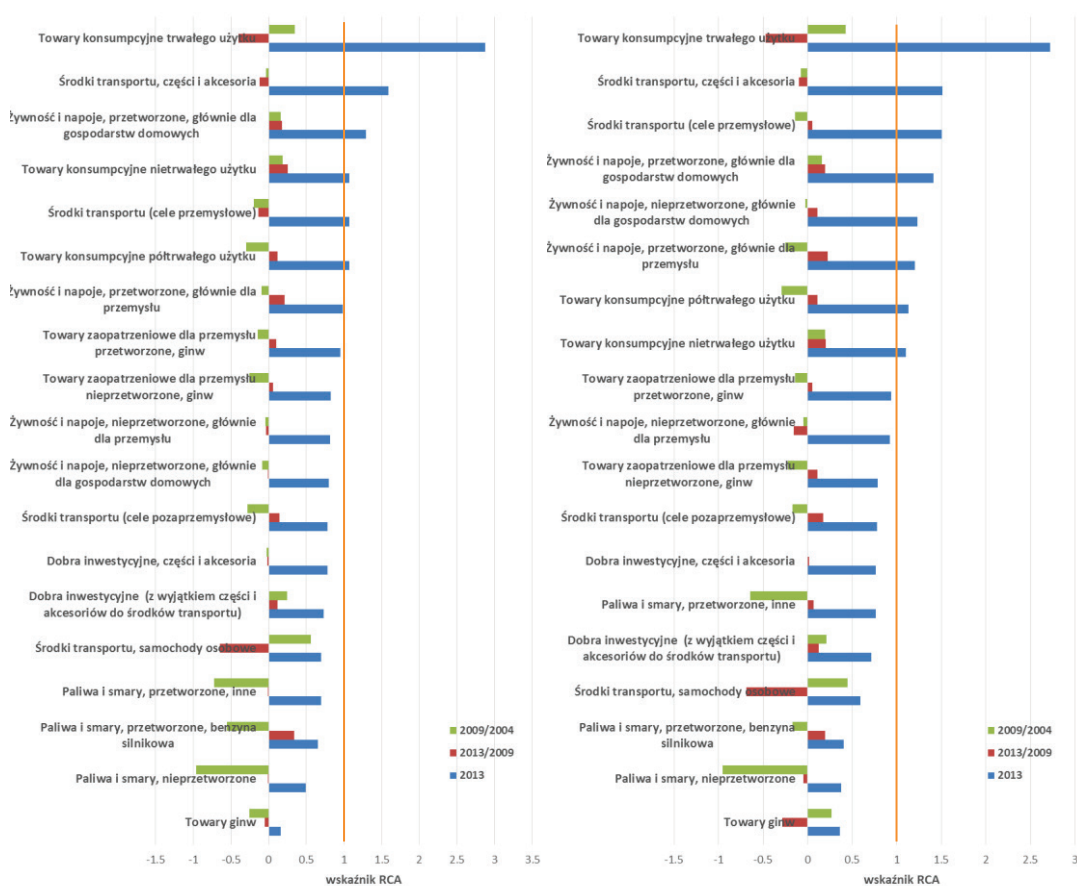 Towary konsumpcyjne trwałego użytku
Środki transportu, części i akcesoria
Żywność i napoje, przetworzone, głównie dla
gospodarstw domowych
Towary konsumpcyjne nietrwałego użytku
Środki transportu (cele przemysłowe)
Towary konsumpcyjne półtrwałego użytku
Żywność i napoje, przetworzone, głównie dla
przemysłu
Towary zaopatrzeniowe dla przemysłu
przetworzone, ginw
Towary zaopatrzeniowe dla przemysłu
nieprzetworzone, ginw
Żywność i napoje, nieprzetworzone, głównie
dla przemysłu
Żywność i napoje, nieprzetworzone, głównie
dla gospodarstw domowych
Środki transportu (cele pozaprzemysłowe)
Dobra inwestycyjne, części i akcesoria
Dobra inwestycyjne (z wyjątkiem części i
akcesoriów do środków transportu)
Środki transportu, samochody osobowe
Paliwa i smary, przetworzone, inne
Paliwa i smary, przetworzone, benzyna
silnikowa
Paliwa i smary, nieprzetworzone
Towary ginw
2009/2004
2013/2009
2013
-1.5 -1 -0.5 0 0.5 1 1.5 2 2.5 3 3.5
wskaźnik RCA
Towary konsumpcyjne trwałego użytku
Środki transportu, części i akcesoria
Środki transportu (cele przemysłowe)
Żywność i napoje, przetworzone, głównie dla
gospodarstw domowych
Żywność i napoje, nieprzetworzone, głównie
dla gospodarstw domowych
Żywność i napoje, przetworzone, głównie dla
przemysłu
Towary konsumpcyjne półtrwałego użytku
Towary konsumpcyjne nietrwałego użytku
Towary zaopatrzeniowe dla przemysłu
przetworzone, ginw
Żywność i napoje, nieprzetworzone, głównie
dla przemysłu
Towary zaopatrzeniowe dla przemysłu
nieprzetworzone, ginw
Środki transportu (cele pozaprzemysłowe)
Dobra inwestycyjne, części i akcesoria
Paliwa i smary, przetworzone, inne
Dobra inwestycyjne (z wyjątkiem części i
akcesoriów do środków transportu)
Środki transportu, samochody osobowe
Paliwa i smary, przetworzone, benzyna
silnikowa
Paliwa i smary, nieprzetworzone
Towary ginw
2009/2004
2013/2009
2013
-1.5 -1 -0.5 0 0.5 1 1.5 2 2.5 3
wskaźnik RCA